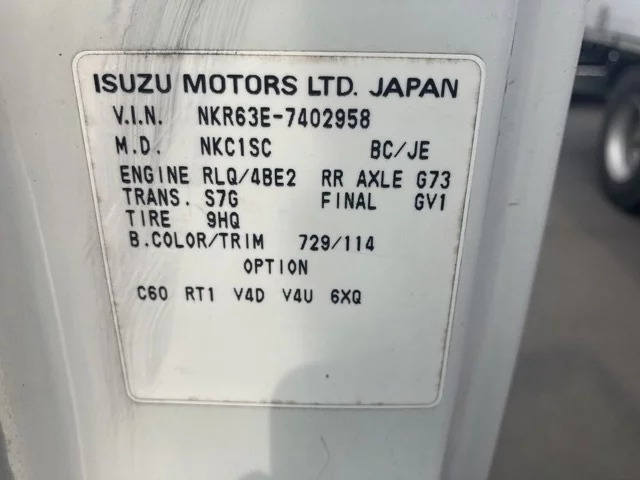 ISUZU MOTORS LTD. JAPAN
V.I.N. NKR63E-7402958
M.D. NKC1SC BC/JE
ENGINE RLQ/4BE2 RR AXLE G73
TRANS. S7G FINAL GV1
TIRE 9HQ
B.COLOR/TRIM 729/114
OPTION
C60 RT1 V4D V4U 6XQ